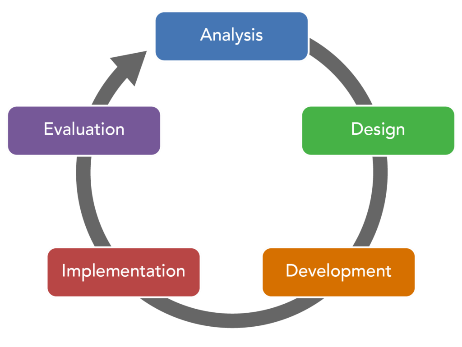 Analysis
Design
Development
Implementation
Evaluation